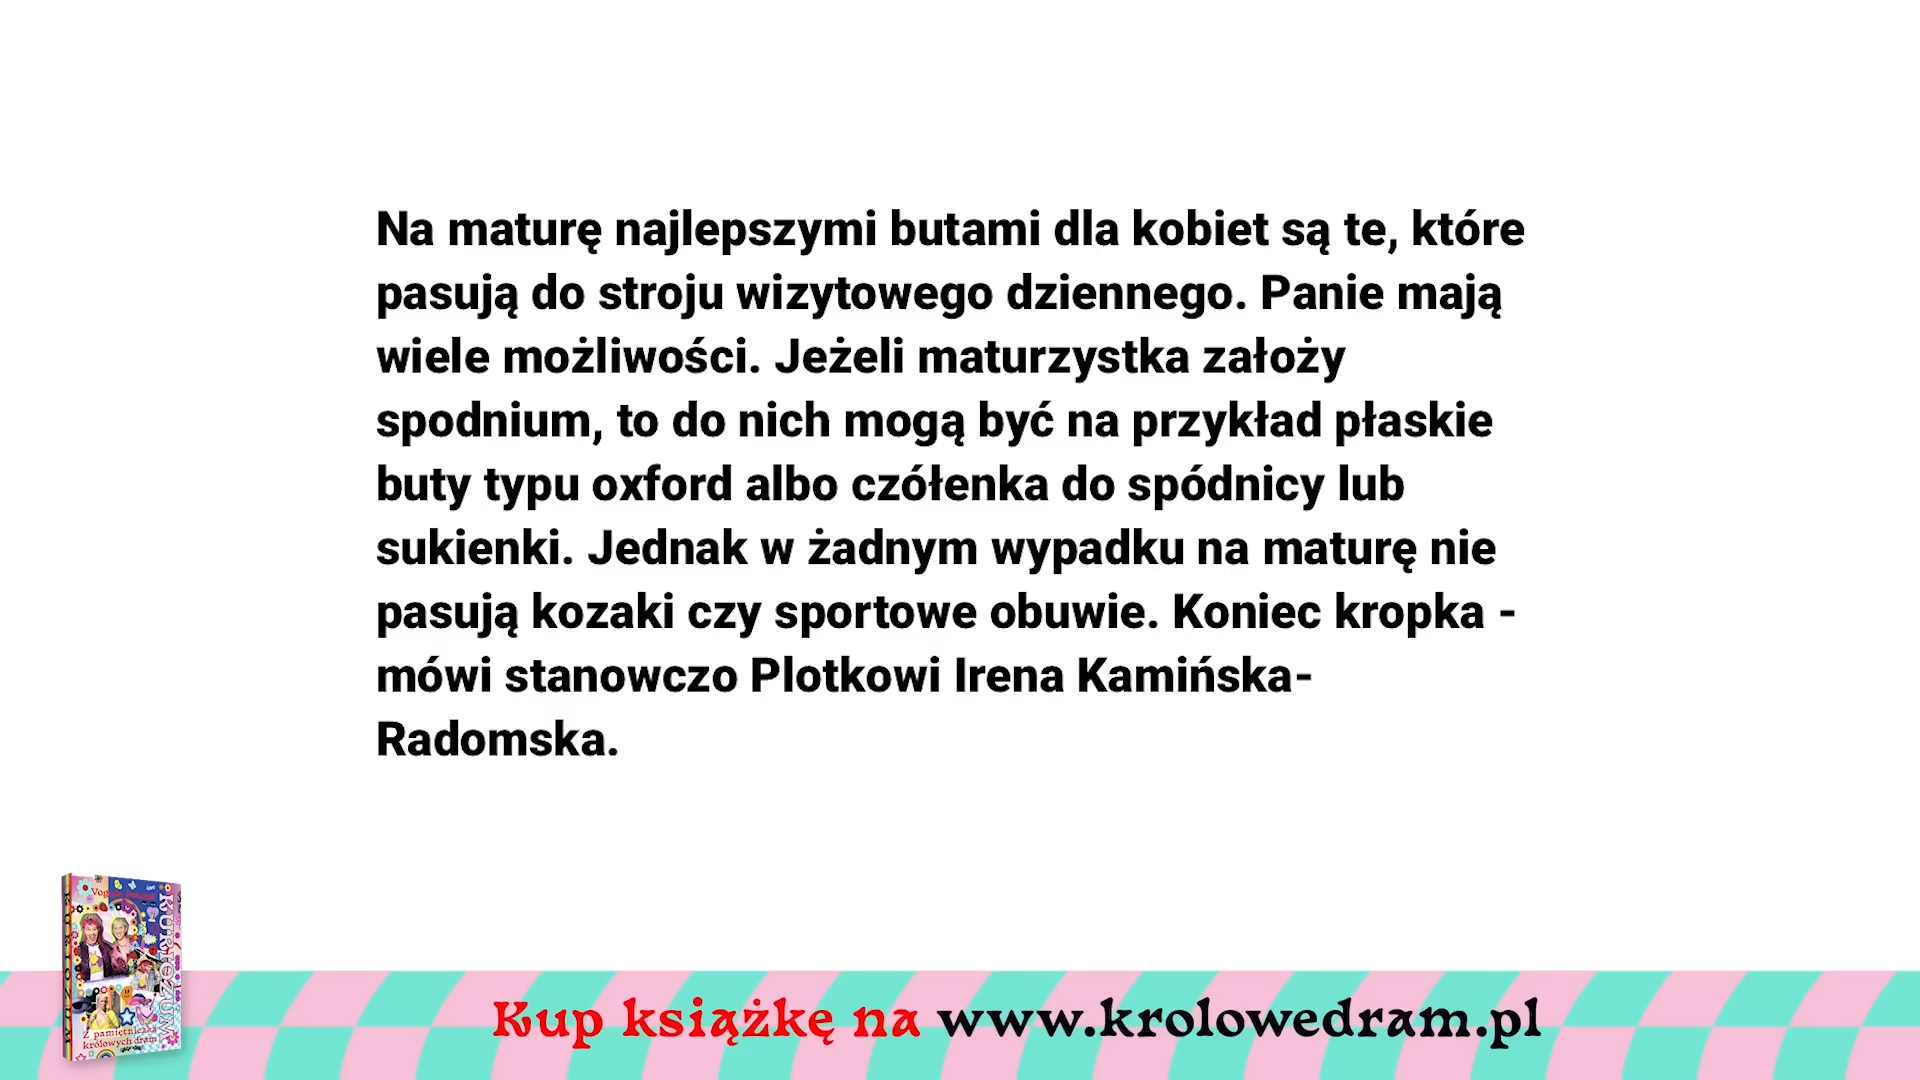 Na maturę najlepszymi butami dla kobiet są te, które
pasują do stroju wizytowego dziennego. Panie mają
wiele możliwości. Jeżeli maturzystka założy
spodnium, to do nich mogą być na przykład płaskie
buty typu oxford albo czółenka do spódnicy lub
sukienki. Jednak w żadnym wypadku na maturę nie
pasują kozaki czy sportowe obuwie. Koniec kropka -
mówi stanowczo Plotkowi Irena Kamińska-
Radomska.
Z pamiętniczka
królowych dram
Kup książkę na www.krolowedram.pl